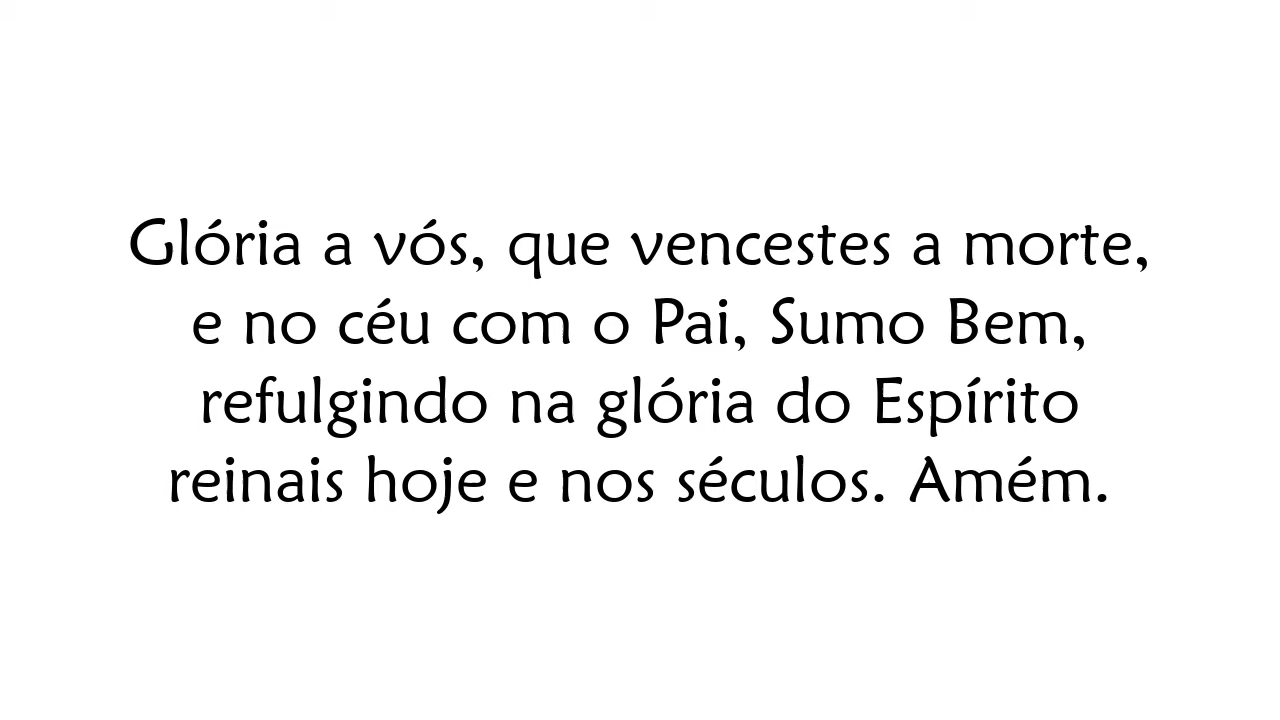 Glória a vós, que vencestes a morte,
e no céu com o Pai, Sumo Bem,
refulgindo na glória do Espírito
reinais hoje e nos séculos. Amém.